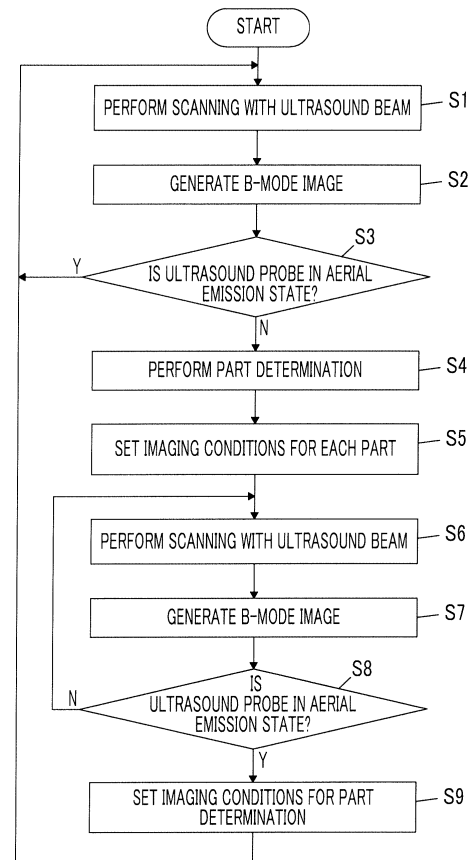 START
PERFORM SCANNING WITH ULTRASOUND BEAM
S1
GENERATE B-MODE IMAGE
S2
S3
Y
IS ULTRASOUND PROBE IN AERIAL
EMISSION STATE?
N
PERFORM PART DETERMINATION
S4
SET IMAGING CONDITIONS FOR EACH PART
S5
PERFORM SCANNING WITH ULTRASOUND BEAM
S6
GENERATE B-MODE IMAGE
S7
S8
N
IS
ULTRASOUND PROBE IN AERIAL
EMISSION STATE?
Y
SET IMAGING CONDITIONS FOR PART
DETERMINATION
S9